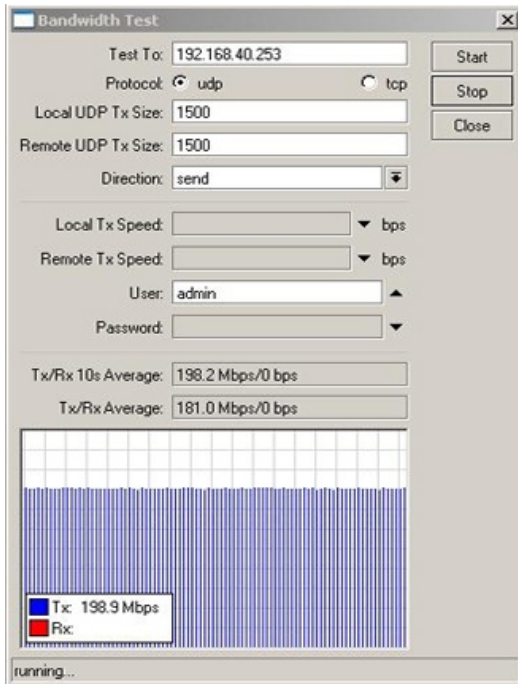 Bandwidth Test
Test To: 192.168.40.253
Start
Protocol: udp tcp
Stop
Local UDP Tx Size: 1500
Close
Remote UDP Tx Size: 1500
Direction: send
Local Tx Speed: bps
Remote Tx Speed: bps
User: admin
Password:
Tx/Rx 10s Average: 198.2 Mbps/0 bps
Tx/Rx Average: 181.0 Mbps/0 bps
Tx: 198.9 Mbps
Rx:
running...